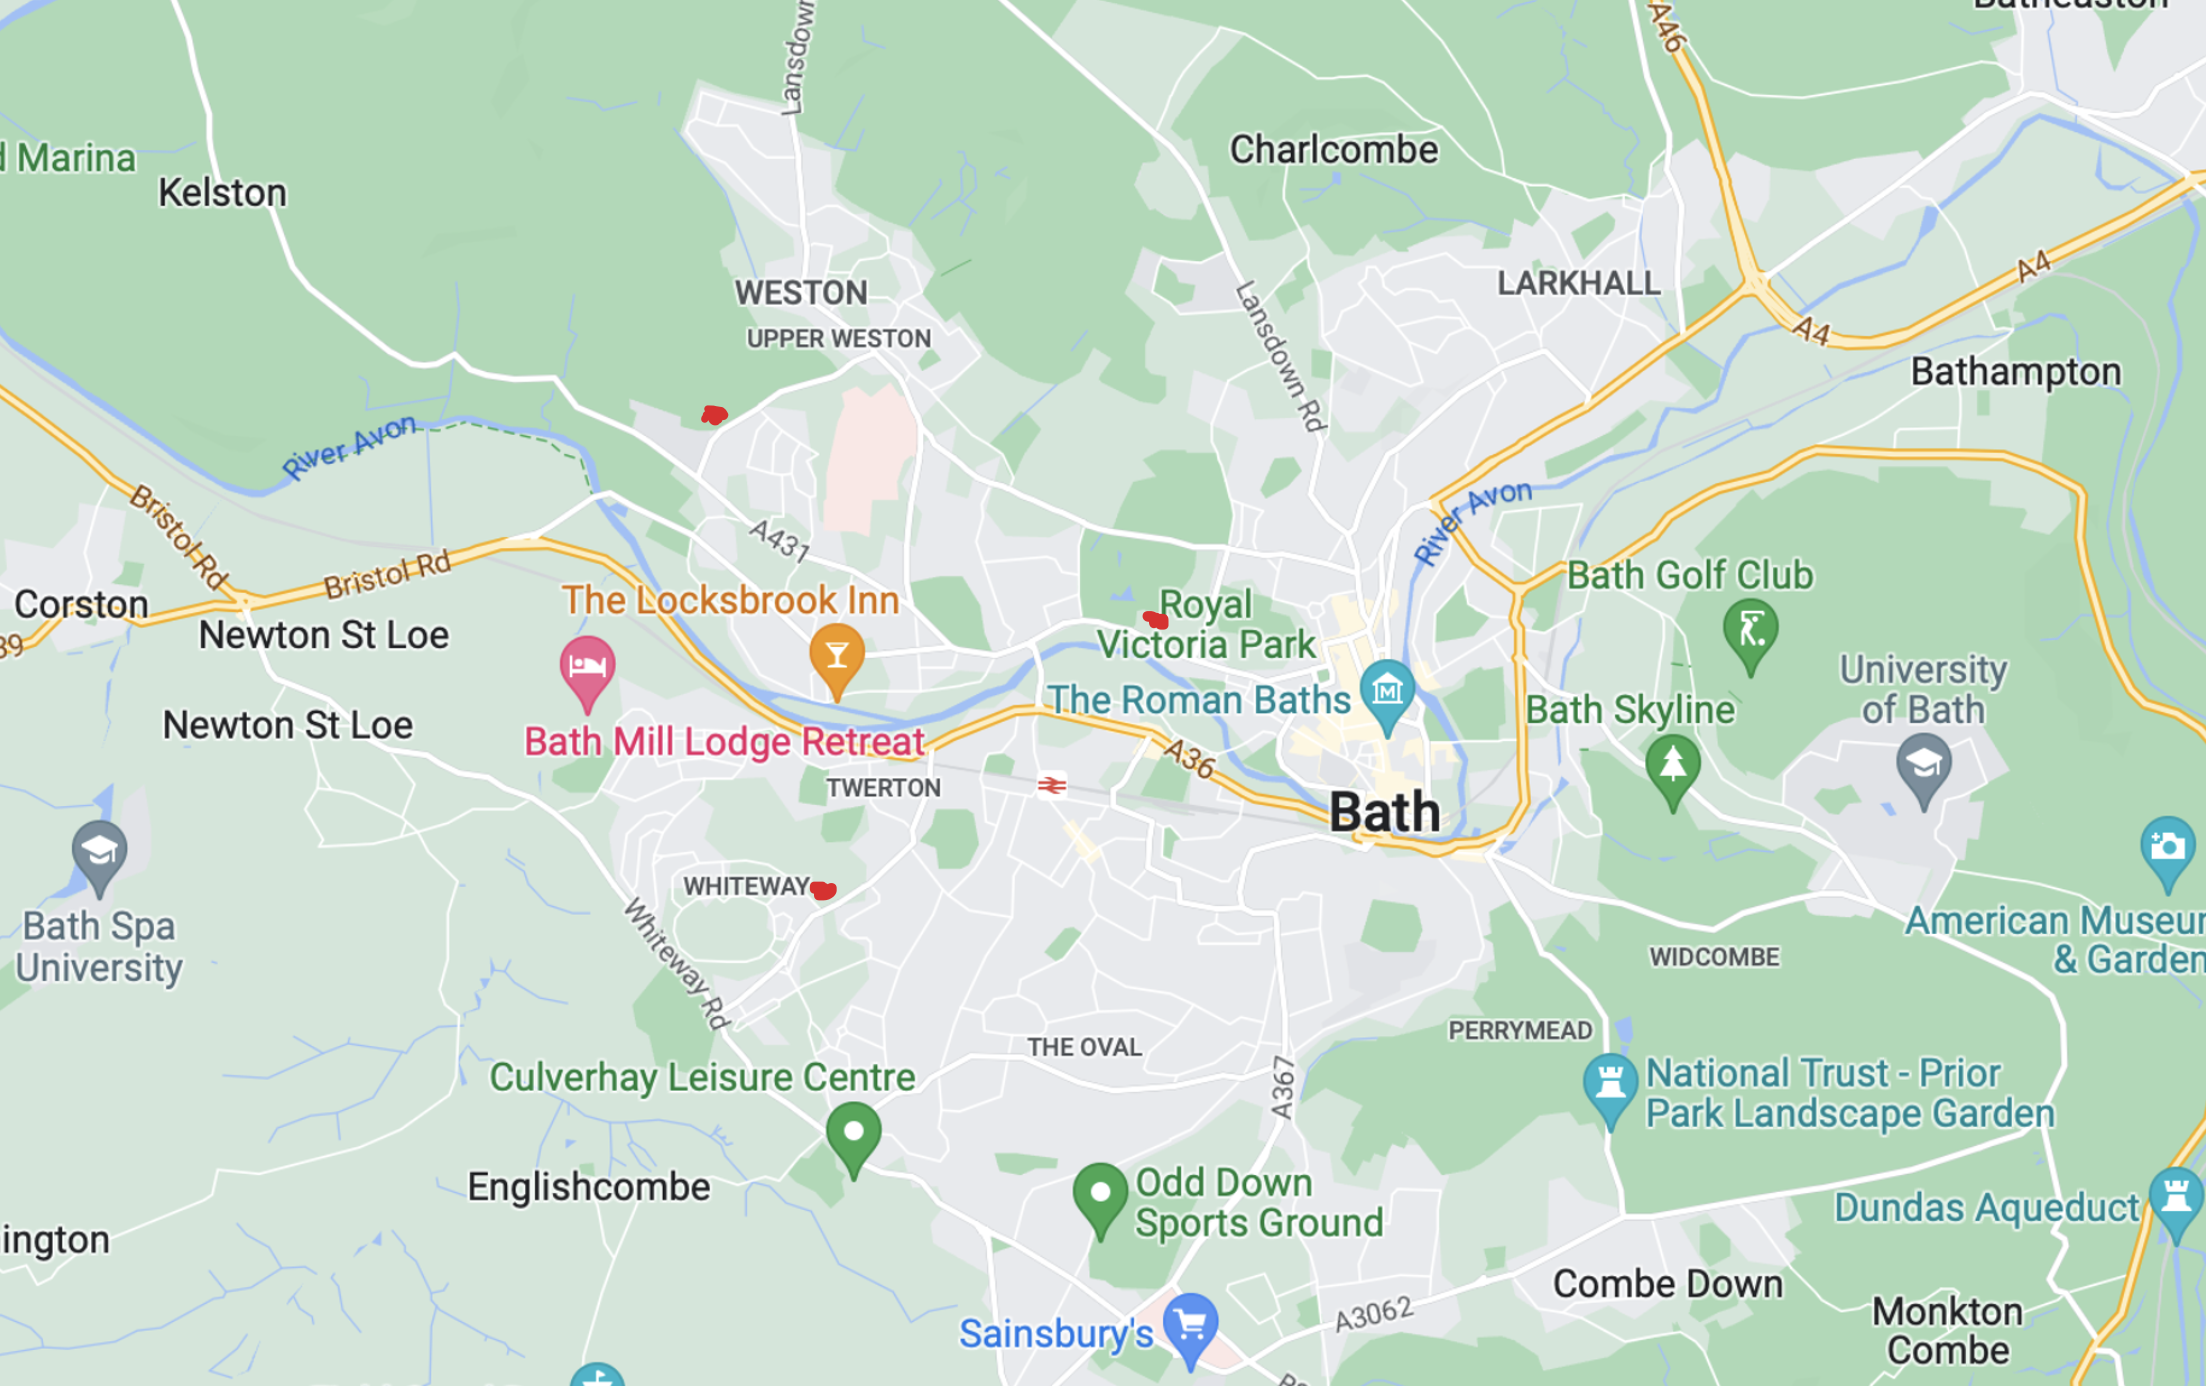 Batheaston
A46
Lansdown
d Marina
Kelston
Charlcombe
WESTON
UPPER WESTON
Lansdown Rd
LARKHALL
A4
A4
Bathampton
River Avon
Bristol Rd
Bristol Rd
A431
River Avon
Corston
39
Newton St Loe
Newton St Loe
The Locksbrook Inn
Bath Mill Lodge Retreat
Royal
Victoria Park
The Roman Baths
Bath Golf Club
Bath Skyline
University
of Bath
A36
TWERTON
Bath
WHITEWAY
Whiteway Rd
Bath Spa
University
American Museum
& Garden
WIDCOMBE
PERRYMEAD
THE OVAL
Culverhay Leisure Centre
A367
National Trust - Prior
Park Landscape Garden
Englishcombe
Odd Down
Sports Ground
Dundas Aqueduct
ington
Combe Down
A3062
Sainsbury's
Monkton
Combe